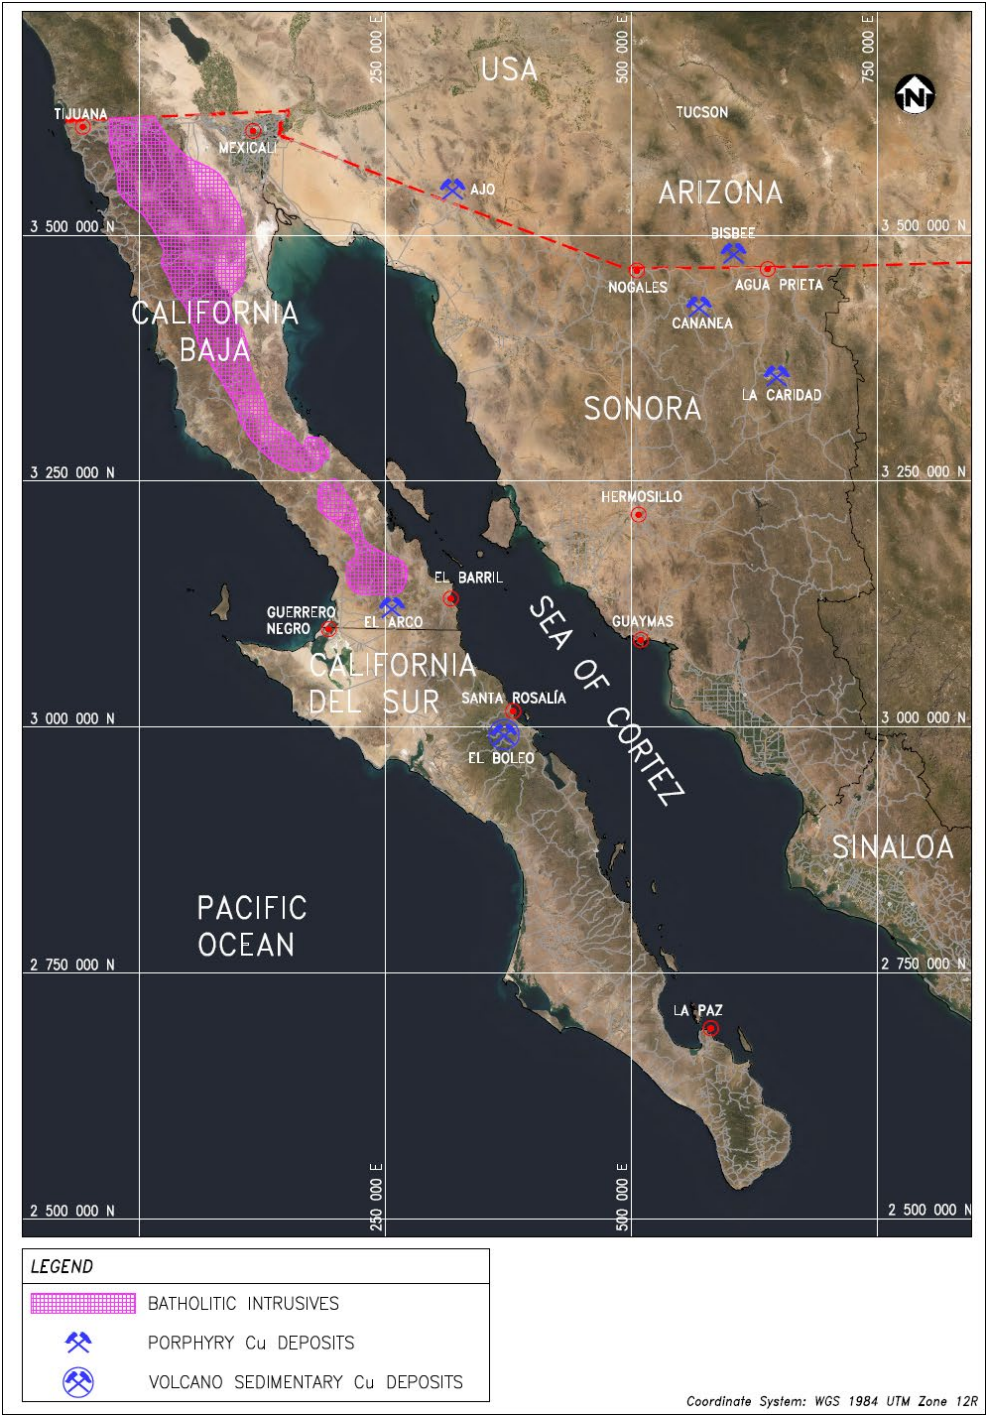 250 000 E
500 000 E
750 000 E
USA
N
TIJUANA
TUCSON
MEXICALI
AJO
ARIZONA
3 500 000 N
BISBEE
3 500 000 N
NOGALES
AGUA PRIETA
CALIFORNIA
BAJA
CANANEA
LA CARIDAD
SONORA
3 250 000 N
3 250 000 N
HERMOSILLO
EL BARRIL
GUERRERO
NEGRO
EL ARCO
SEA OF CORTEZ
GUAYMAS
CALIFORNIA
DEL SUR
SANTA ROSALÍA
3 000 000 N
3 000 000 N
EL BOLEO
SINALOA
PACIFIC
OCEAN
2 750 000 N
2 750 000 N
LA PAZ
250 000 E
500 000 E
2 500 000 N
2 500 000 N
LEGEND
BATHOLITIC INTRUSIVES
PORPHYRY Cu DEPOSITS
VOLCANO SEDIMENTARY Cu DEPOSITS
Coordinate System: WGS 1984 UTM Zone 12R